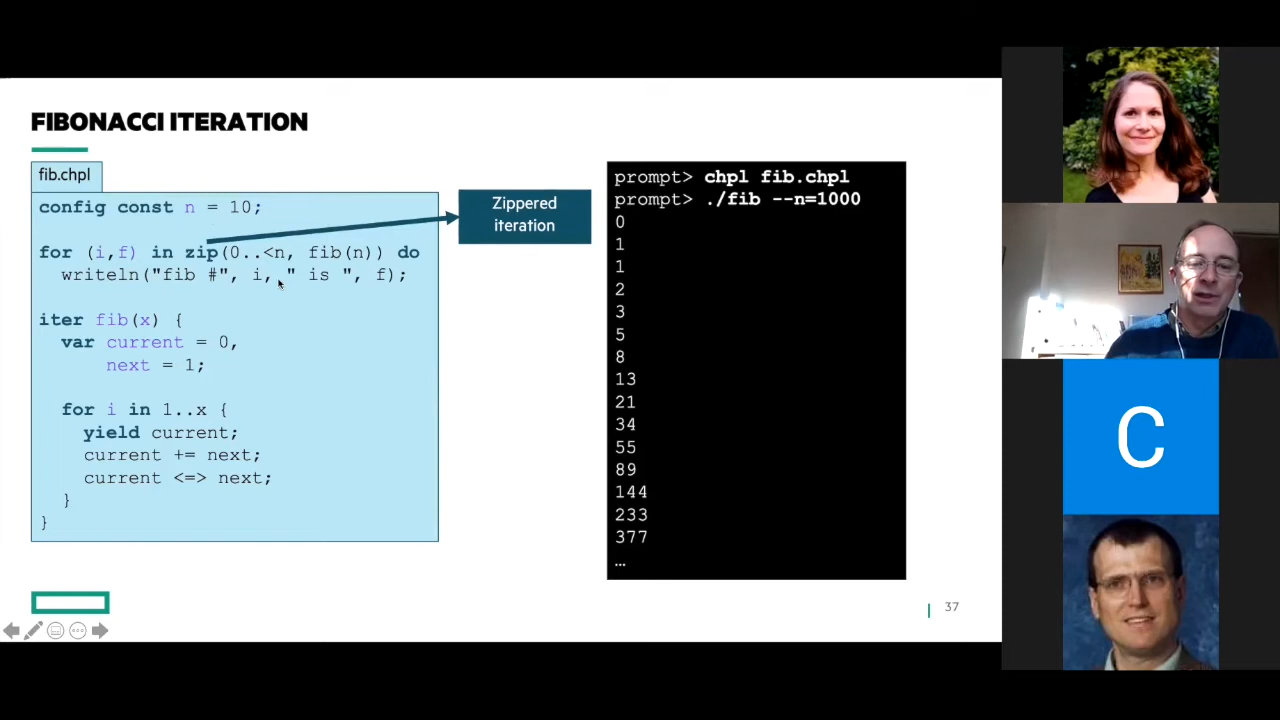 FIBONACCI ITERATION
fib.chpl
config const n = 10;
for (i,f) in zip(0..<n, fib(n)) do
writeln("fib #", i, " is ", f);
iter fib(x) {
var current = 0,
next = 1;
for i in 1..x {
yield current;
current += next;
current <=> next;
}
}
Zippered
iteration
prompt> chpl fib.chpl
prompt> ./fib --n=1000
0
1
1
2
3
5
8
13
21
34
55
89
144
233
377
…
37
C